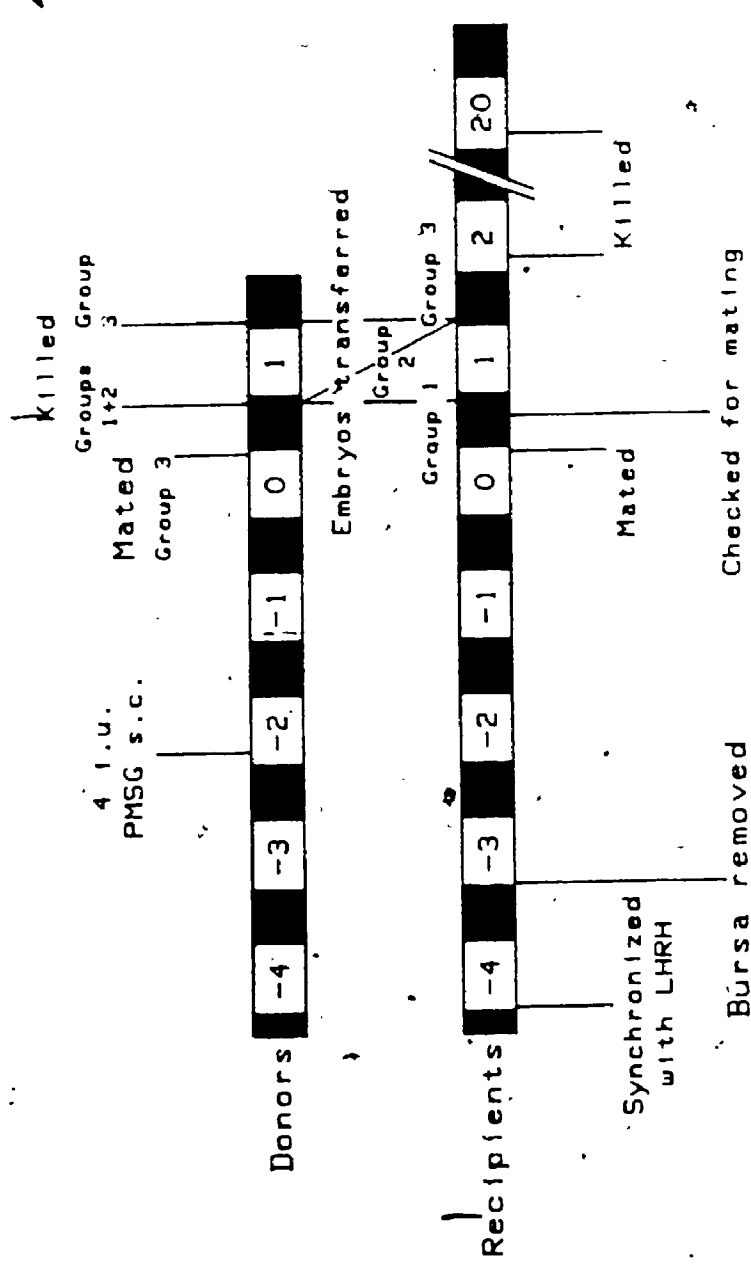 Killed
Groups Group
1+2 3
Mated
Group 3
4 i.u.
PMSG s.c.
Donors
-4 -3 -2 -1 0 1
Embryos transferred
Group 2
Group 1
Group 3
Recipients
-4 -3 -2 -1 0 1 2 20
Synchronized
with LHRH
Mated
Killed
Bursa removed
Checked for mating